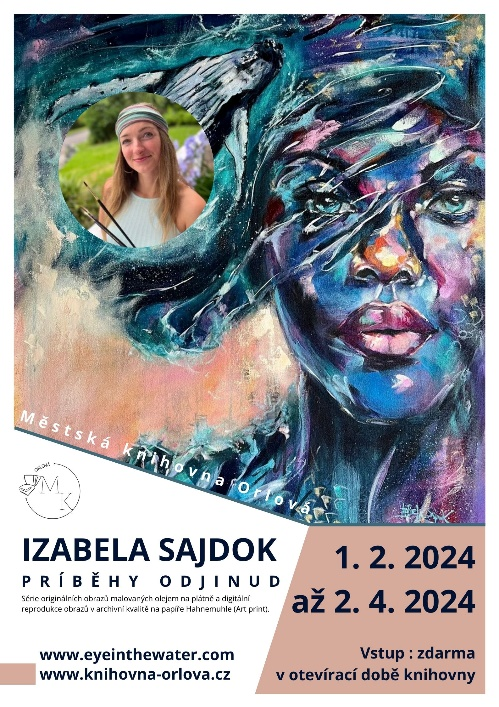 Městská knihovna Orlová
MK
IZABELA SAJDOK
PŘÍBĚHY ODJINUD
Série originálních obrazů malovaných olejem na plátně a digitální
reprodukce obrazů v archivní kvalitě na papíře Hahnemuhle (Art print).
1. 2. 2024
až 2. 4. 2024
www.eyeinthewater.com
www.knihovna-orlova.cz
Vstup : zdarma
v otevírací době knihovny